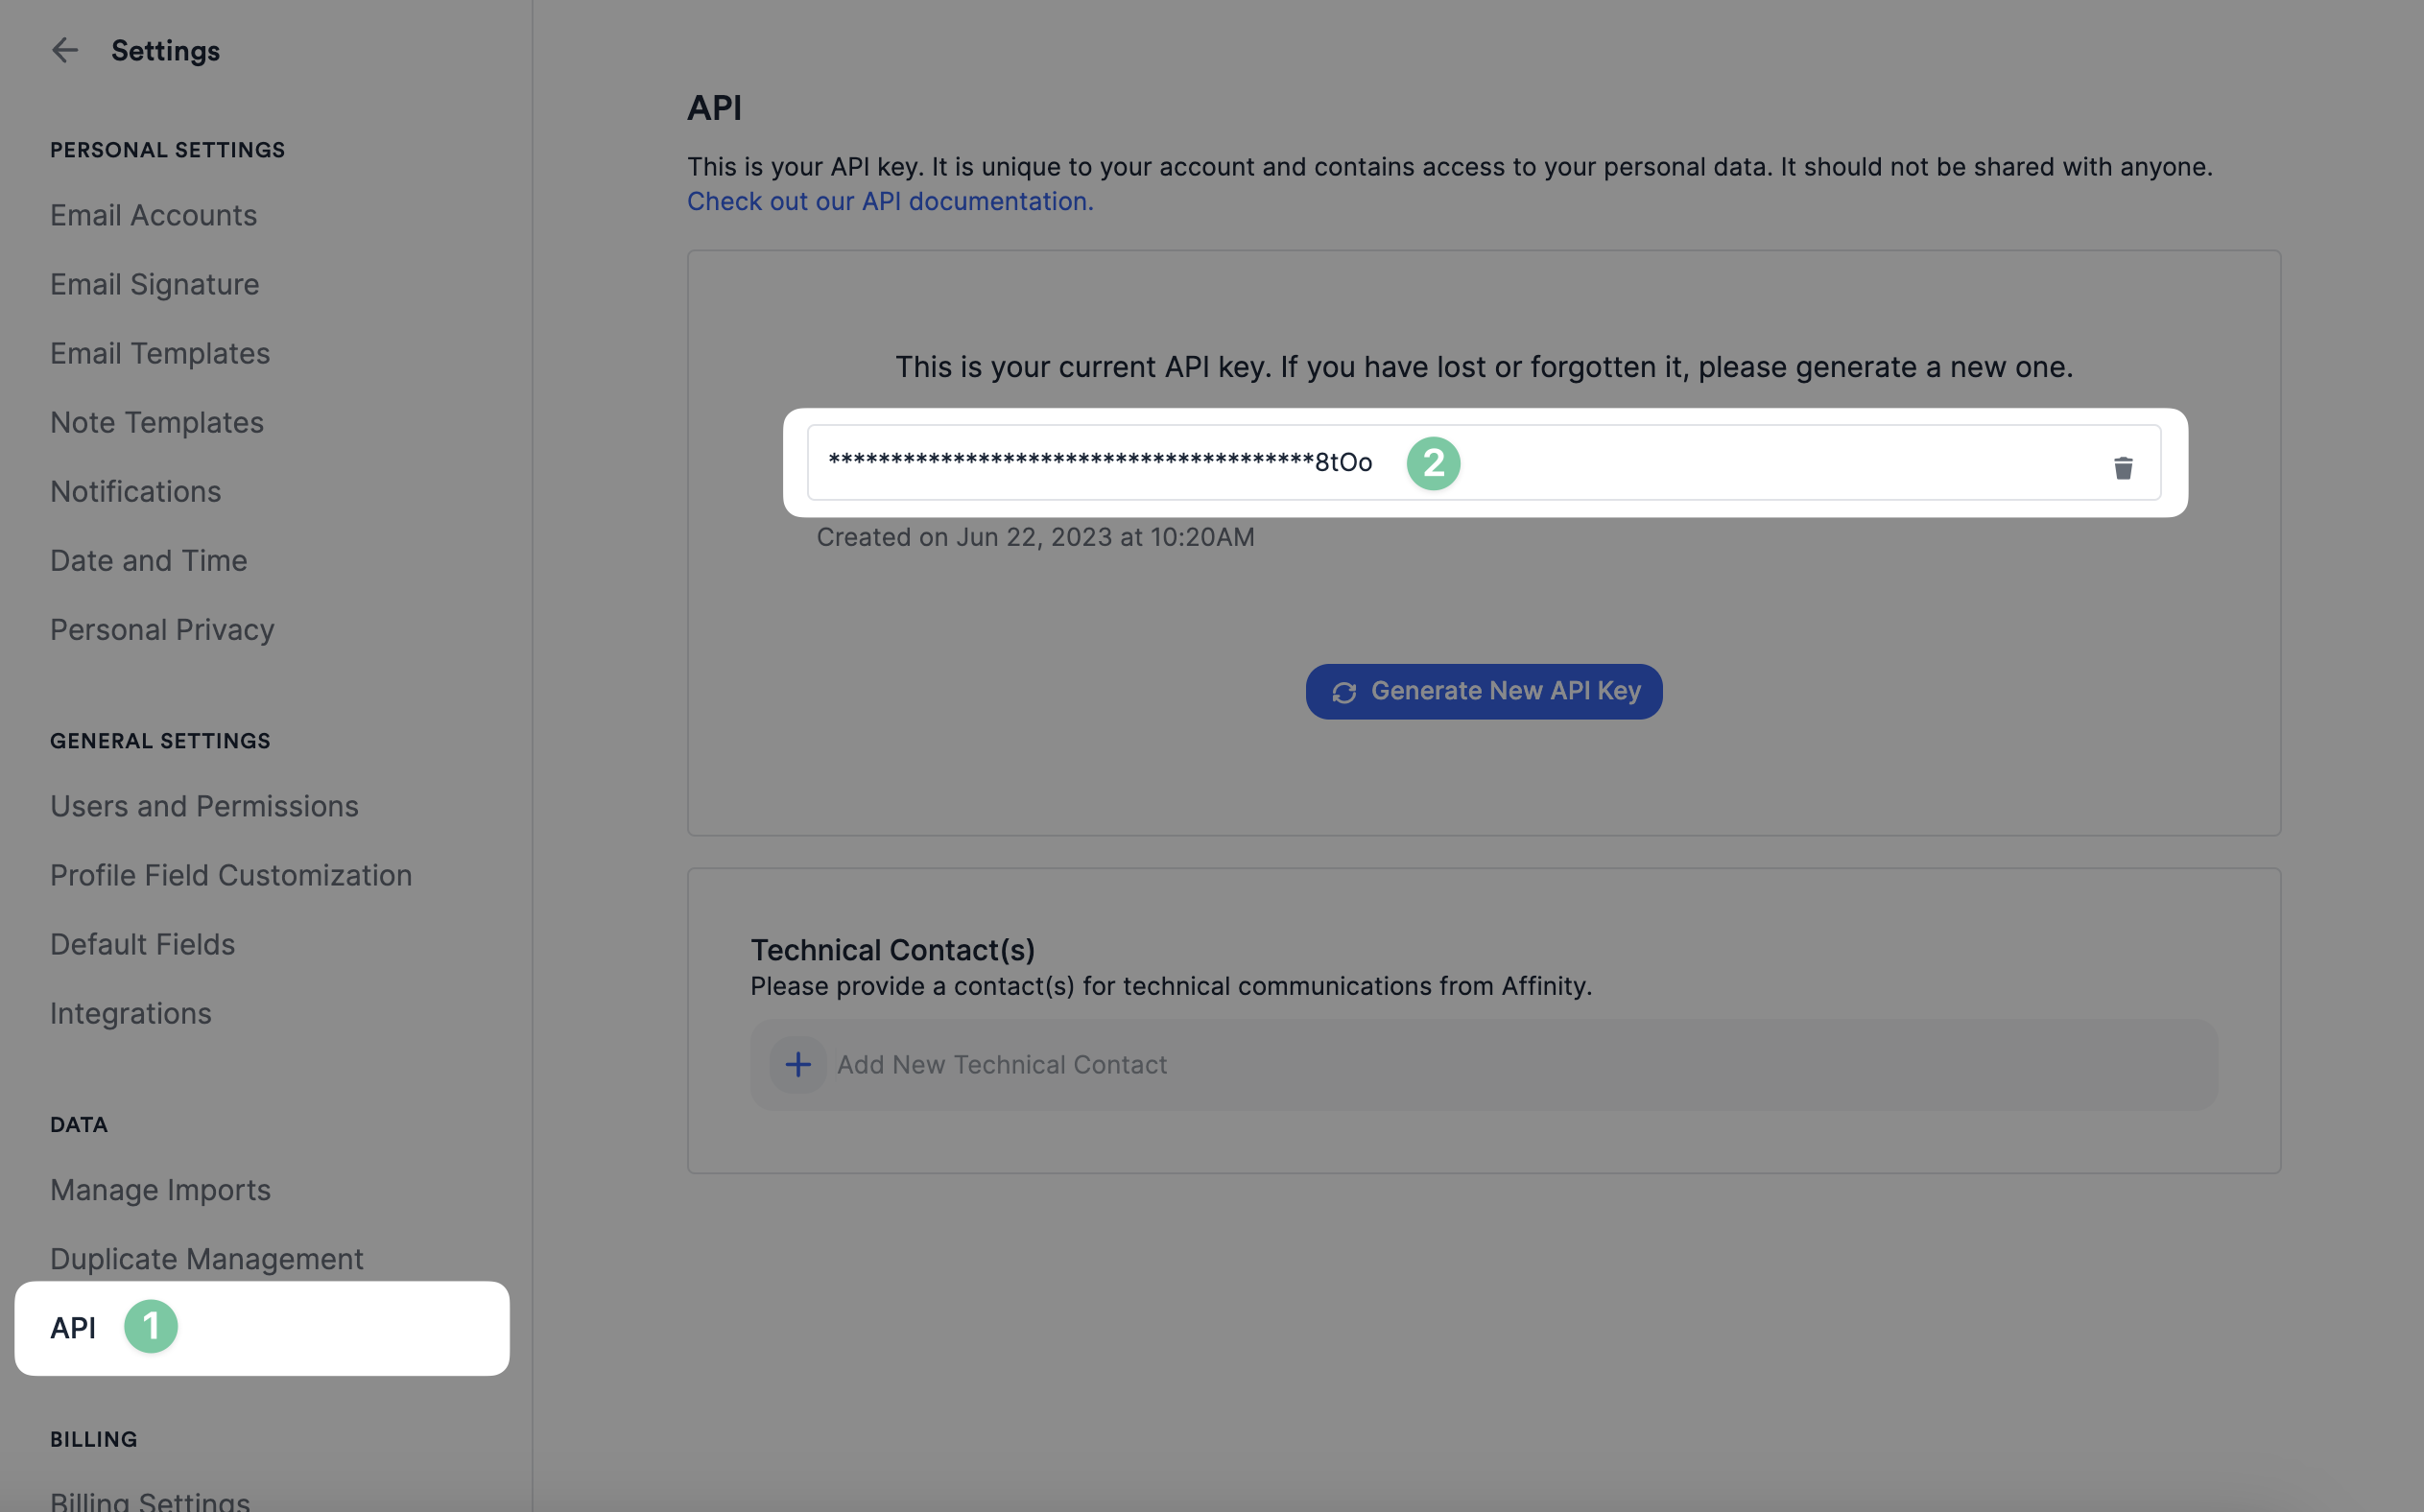 Settings
PERSONAL SETTINGS
Email Accounts
Email Signature
Email Templates
Note Templates
Notifications
Date and Time
Personal Privacy
GENERAL SETTINGS
Users and Permissions
Profile Field Customization
Default Fields
Integrations
DATA
Manage Imports
Duplicate Management
API 1
BILLING
Billing Settings
API
This is your API key. It is unique to your account and contains access to your personal data. It should not be shared with anyone.
Check out our API documentation.
This is your current API key. If you have lost or forgotten it, please generate a new one.
***************************************8tOo 2
Created on Jun 22, 2023 at 10:20AM
Generate New API Key
Technical Contact(s)
Please provide a contact(s) for technical communications from Affinity.
Add New Technical Contact